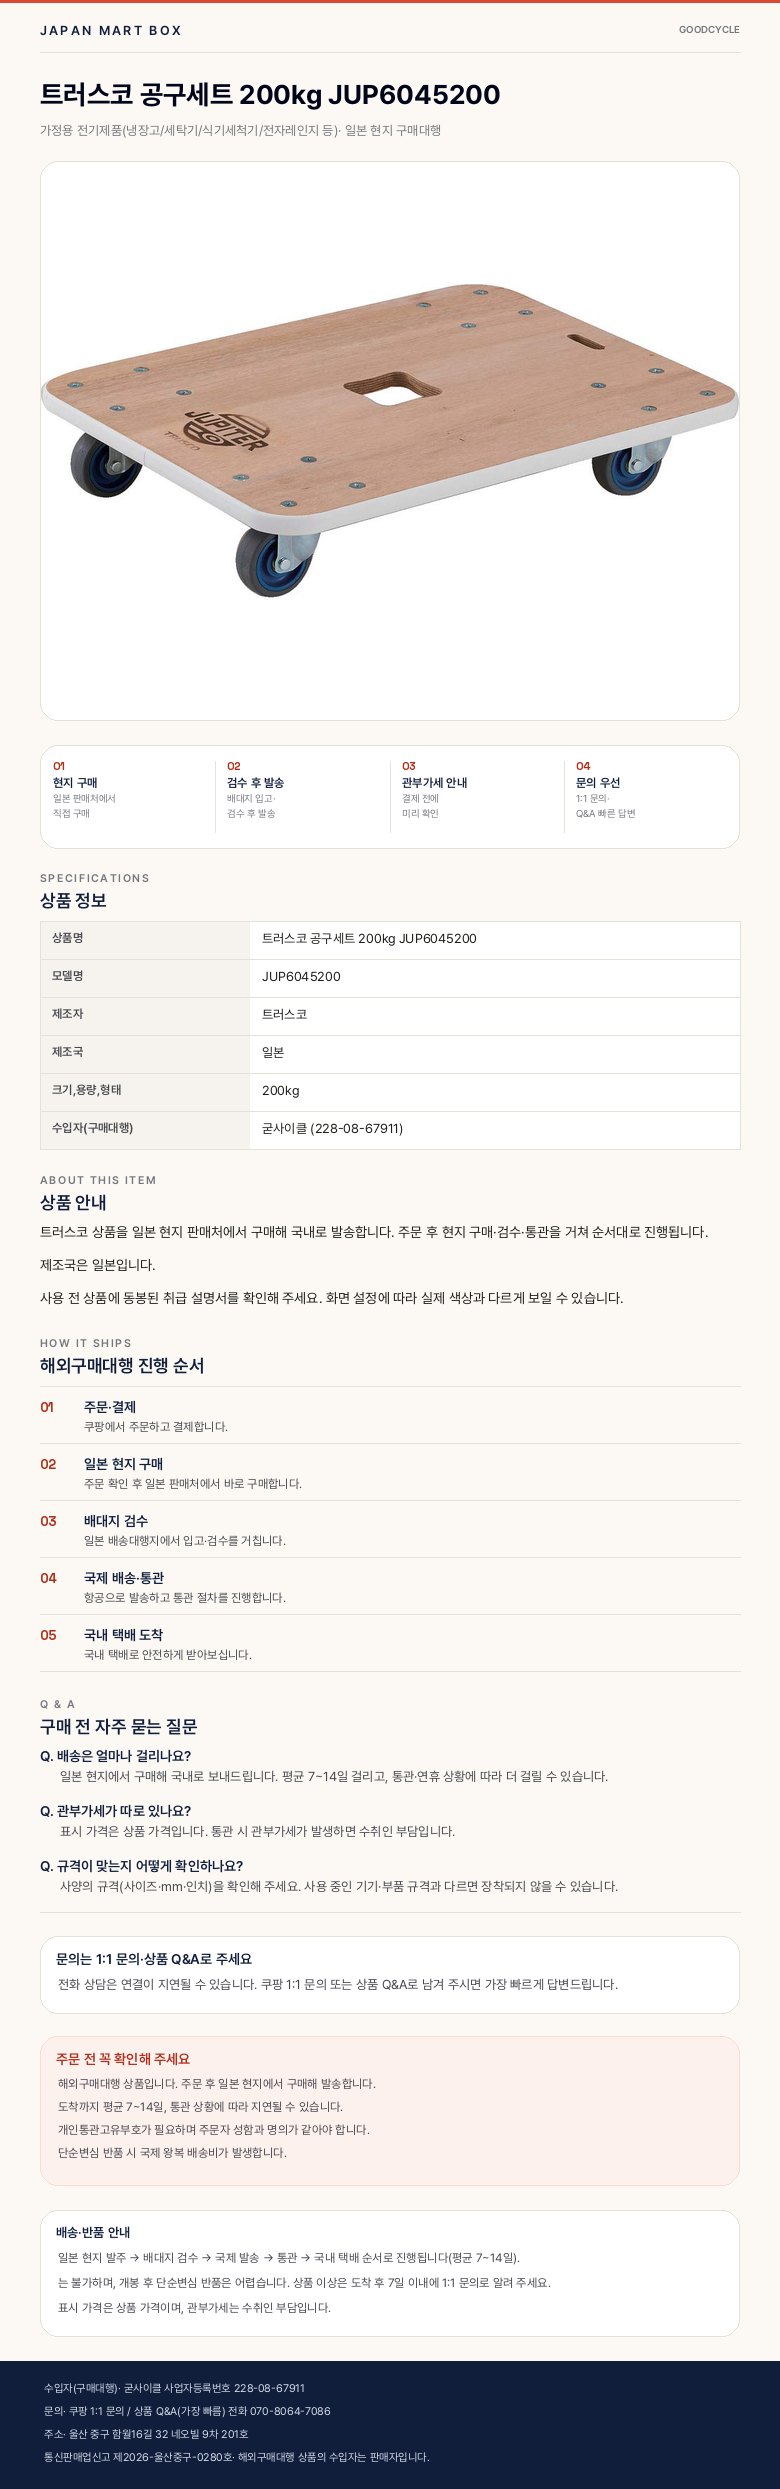 JAPAN MART BOX
GOODCYCLE
트러스코 공구세트 200kg JUP6045200
가정용 전기제품(냉장고/세탁기/식기세척기/전자레인지 등)· 일본 현지 구매대행
JUPITER
TRUSCO
01
현지 구매
일본 판매처에서
직접 구매
02
검수 후 발송
배대지 입고·
검수 후 발송
03
관부가세 안내
결제 전에
미리 확인
04
문의 우선
1:1 문의·
Q&A 빠른 답변
SPECIFICATIONS
상품 정보
상품명 트러스코 공구세트 200kg JUP6045200
모델명 JUP6045200
제조자 트러스코
제조국 일본
크기,용량,형태 200kg
수입자(구매대행) 굳사이클 (228-08-67911)
ABOUT THIS ITEM
상품 안내
트러스코 상품을 일본 현지 판매처에서 구매해 국내로 발송합니다. 주문 후 현지 구매·검수·통관을 거쳐 순서대로 진행됩니다.
제조국은 일본입니다.
사용 전 상품에 동봉된 취급 설명서를 확인해 주세요. 화면 설정에 따라 실제 색상과 다르게 보일 수 있습니다.
HOW IT SHIPS
해외구매대행 진행 순서
01 주문·결제
쿠팡에서 주문하고 결제합니다.
02 일본 현지 구매
주문 확인 후 일본 판매처에서 바로 구매합니다.
03 배대지 검수
일본 배송대행지에서 입고·검수를 거칩니다.
04 국제 배송·통관
항공으로 발송하고 통관 절차를 진행합니다.
05 국내 택배 도착
국내 택배로 안전하게 받아보십니다.
Q & A
구매 전 자주 묻는 질문
Q. 배송은 얼마나 걸리나요?
일본 현지에서 구매해 국내로 보내드립니다. 평균 7~14일 걸리고, 통관·연휴 상황에 따라 더 걸릴 수 있습니다.
Q. 관부가세가 따로 있나요?
표시 가격은 상품 가격입니다. 통관 시 관부가세가 발생하면 수취인 부담입니다.
Q. 규격이 맞는지 어떻게 확인하나요?
사양의 규격(사이즈·mm·인치)을 확인해 주세요. 사용 중인 기기·부품 규격과 다르면 장착되지 않을 수 있습니다.
문의는 1:1 문의·상품 Q&A로 주세요
전화 상담은 연결이 지연될 수 있습니다. 쿠팡 1:1 문의 또는 상품 Q&A로 남겨 주시면 가장 빠르게 답변드립니다.
주문 전 꼭 확인해 주세요
해외구매대행 상품입니다. 주문 후 일본 현지에서 구매해 발송합니다.
도착까지 평균 7~14일, 통관 상황에 따라 지연될 수 있습니다.
개인통관고유부호가 필요하며 주문자 성함과 명의가 같아야 합니다.
단순변심 반품 시 국제 왕복 배송비가 발생합니다.
배송·반품 안내
일본 현지 발주 → 배대지 검수 → 국제 발송 → 통관 → 국내 택배 순서로 진행됩니다(평균 7~14일).
는 불가하며, 개봉 후 단순변심 반품은 어렵습니다. 상품 이상은 도착 후 7일 이내에 1:1 문의로 알려 주세요.
표시 가격은 상품 가격이며, 관부가세는 수취인 부담입니다.
수입자(구매대행)· 굳사이클 사업자등록번호 228-08-67911
문의· 쿠팡 1:1 문의 / 상품 Q&A(가장 빠름) 전화 070-8064-7086
주소· 울산 중구 함월16길 32 네오빌 9차 201호
통신판매업신고 제2026-울산중구-0280호· 해외구매대행 상품의 수입자는 판매자입니다.